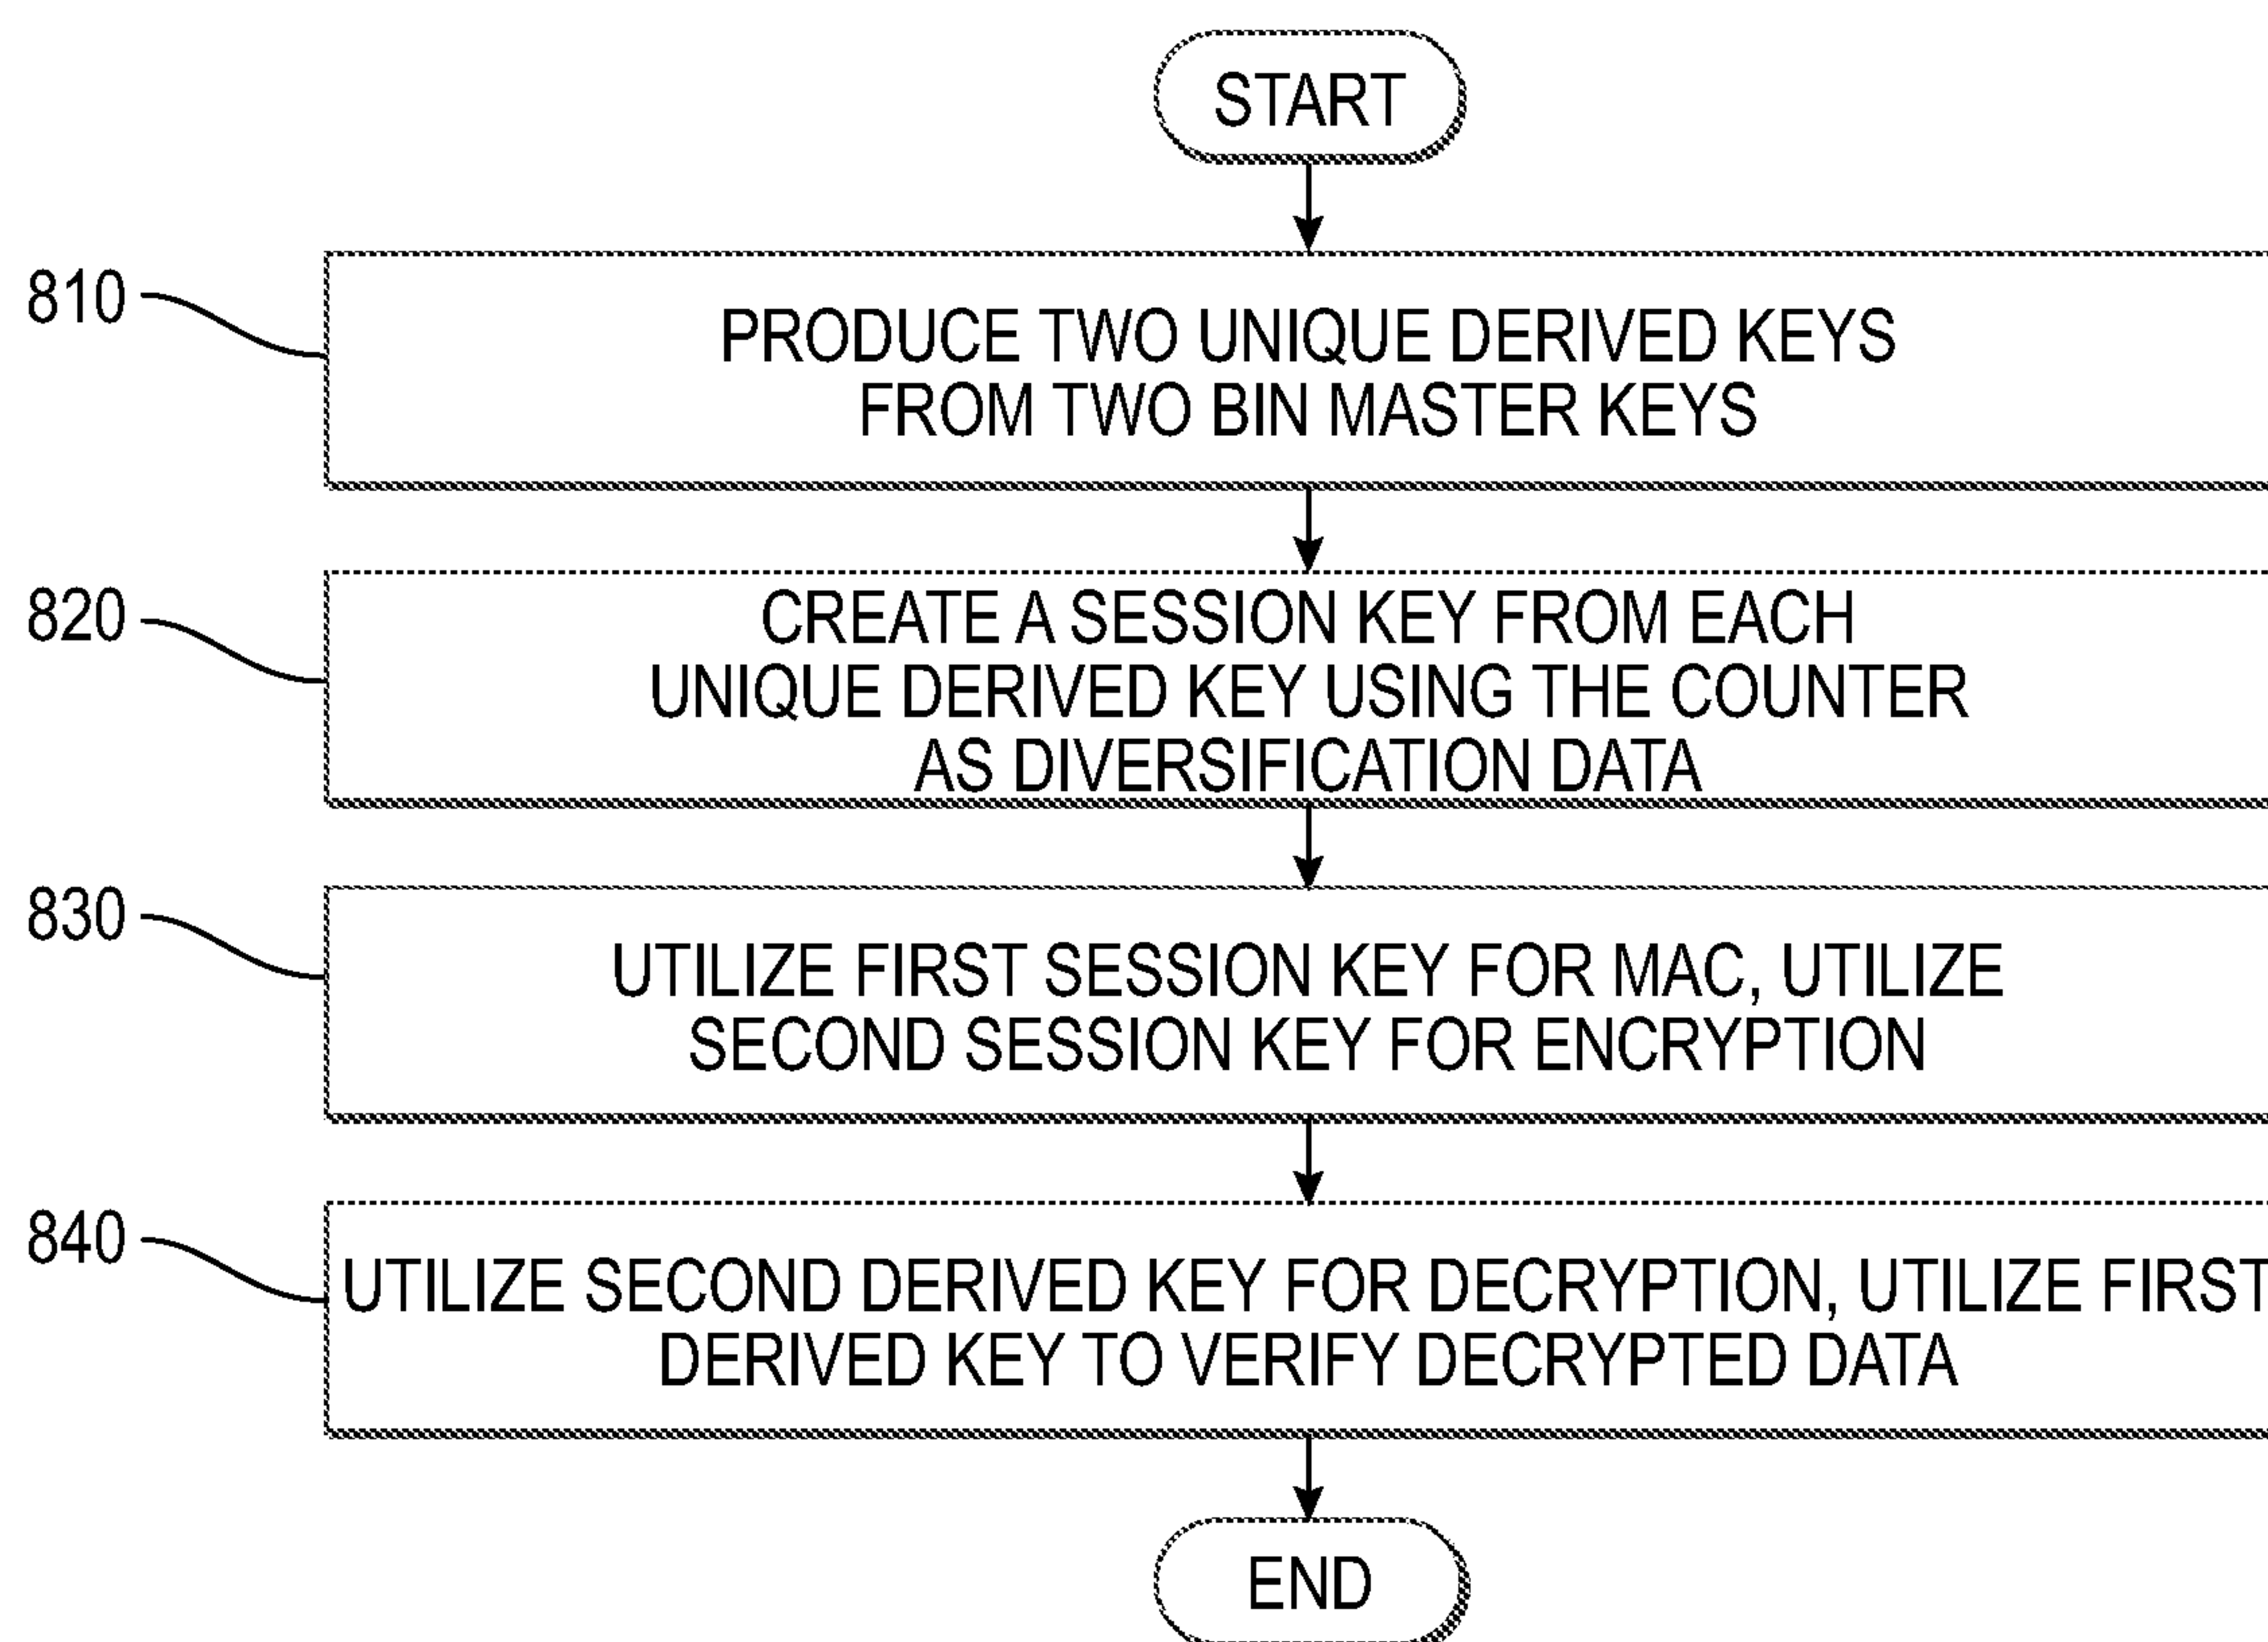 START
810
PRODUCE TWO UNIQUE DERIVED KEYS
FROM TWO BIN MASTER KEYS
820
CREATE A SESSION KEY FROM EACH
UNIQUE DERIVED KEY USING THE COUNTER
AS DIVERSIFICATION DATA
830
UTILIZE FIRST SESSION KEY FOR MAC, UTILIZE
SECOND SESSION KEY FOR ENCRYPTION
840
UTILIZE SECOND DERIVED KEY FOR DECRYPTION, UTILIZE FIRST
DERIVED KEY TO VERIFY DECRYPTED DATA
END